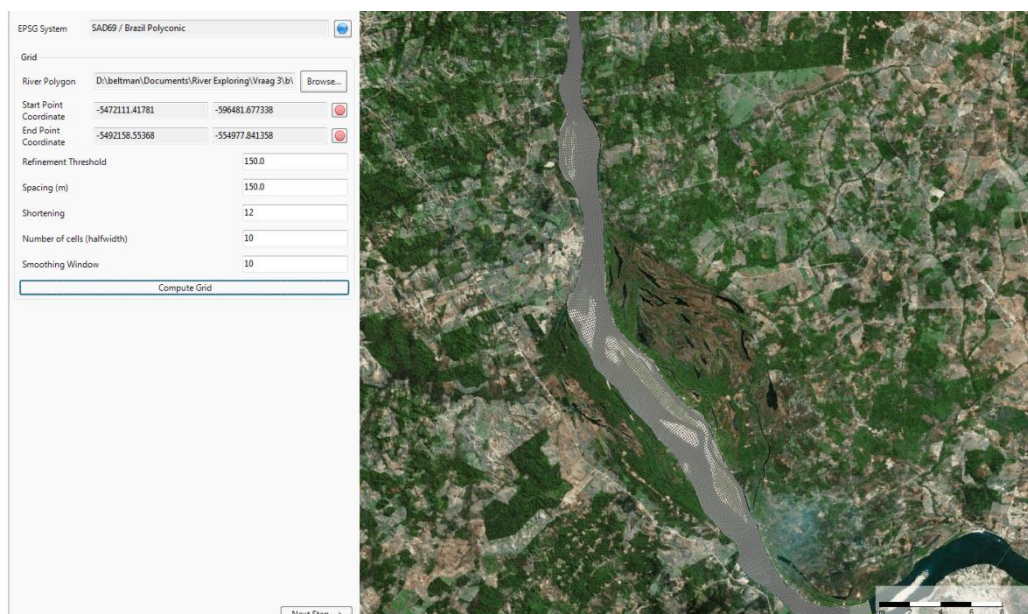 EPSG System SAD69 / Brazil Polyconic
Grid
River Polygon D:\beltman\Documents\River Exploring\Vraag 3\b\ Browse...
Start Point Coordinate -5472111.41781 -596481.677338
End Point Coordinate -5492158.55368 -554977.841358
Refinement Threshold 150.0
Spacing (m) 150.0
Shortening 12
Number of cells (halfwidth) 10
Smoothing Window 10
Compute Grid
Next Step -->